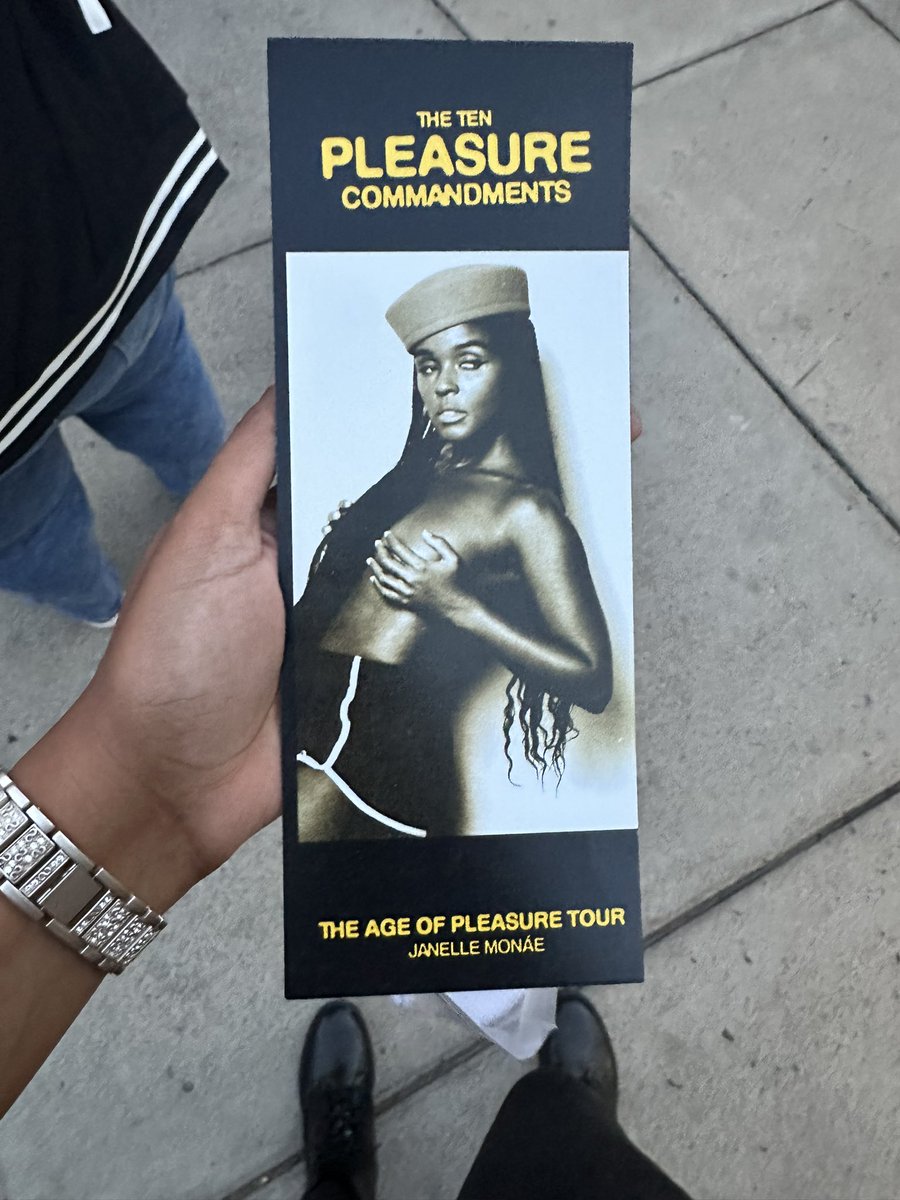 THE TEN
PLEASURE
COMMANDMENTS
THE AGE OF PLEASURE TOUR
JANELLE MONÁE